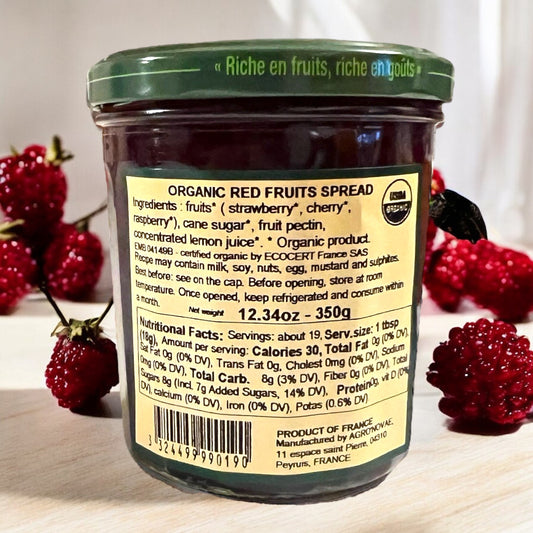 « Riche en fruits, riche en goûts »
ORGANIC RED FRUITS SPREAD
USDA
ORGANIC
Ingredients : fruits* ( strawberry*, cherry*,
raspberry*), cane sugar*, fruit pectin,
concentrated lemon juice*. * Organic product.
EMB 04149B - certified organic by ECOCERT France SAS
Recipe may contain milk, soy, nuts, egg, mustard and sulphites.
Best before: see on the cap. Before opening, store at room
temperature. Once opened, keep refrigerated and consume within
a month.
Net weight 12.34oz - 350g
Nutritional Facts: Servings: about 19, Serv.size: 1 tbsp
(18g), Amount per serving: Calories 30, Total Fat 0g (0% DV),
Sat Fat 0g (0% DV), Trans Fat 0g, Cholest 0mg (0% DV), Sodium
0mg (0% DV), Total Carb. 8g (3% DV), Fiber 0g (0% DV), Total
Sugars 8g (Incl. 7g Added Sugars, 14% DV), Protein0g, vit D (0%
DV), calcium (0% DV), Iron (0% DV), Potas (0.6% DV)
3 324499 990190
PRODUCT OF FRANCE
Manufactured by AGRO'NOVAE,
11 espace saint Pierre, 04310
Peyruis, FRANCE